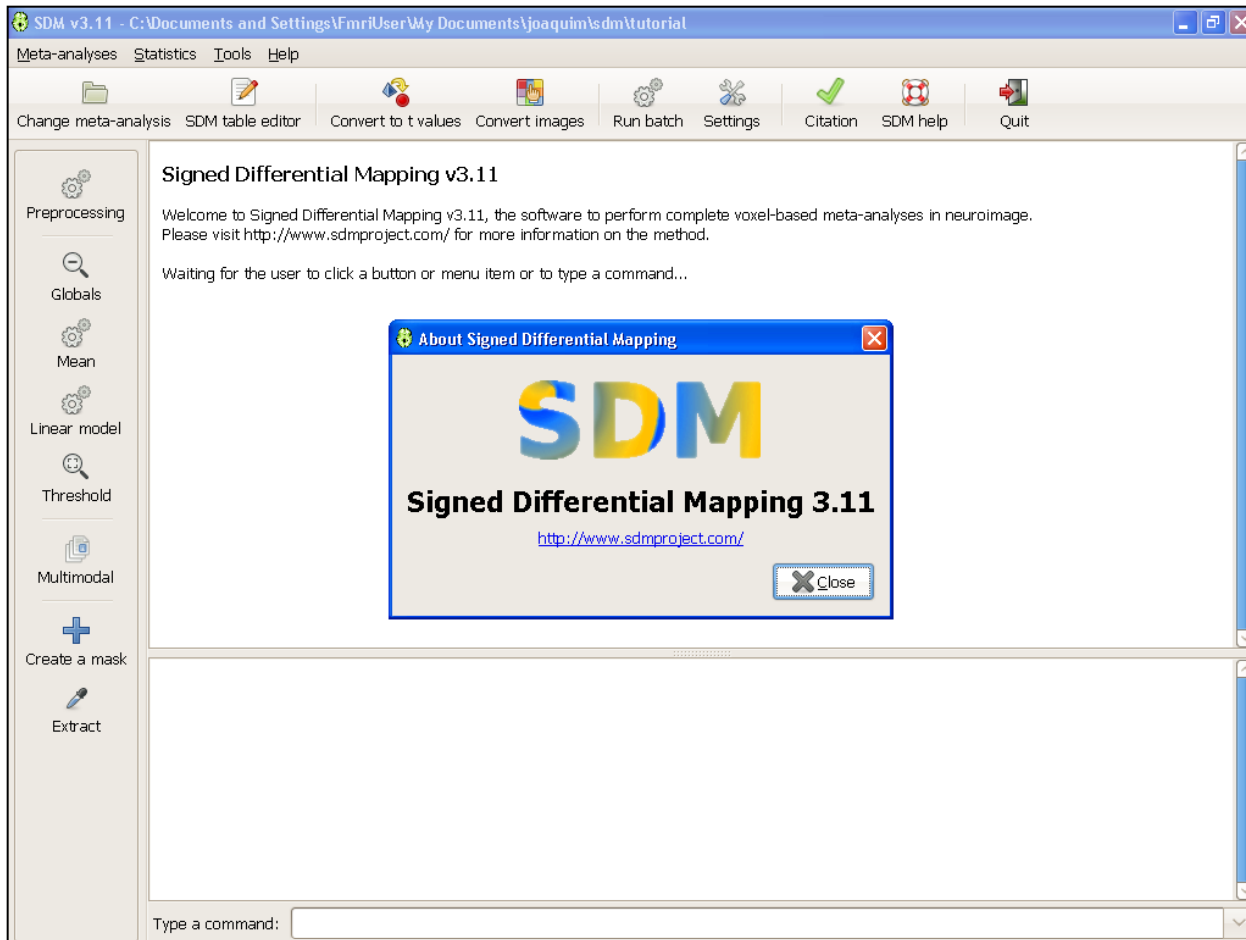 SDM v3.11 - C:\Documents and Settings\FmriUser\My Documents\joaquim\sdm\tutorial
Meta-analyses Statistics Tools Help
Change meta-analysis SDM table editor Convert to t values Convert images Run batch Settings Citation SDM help Quit
Preprocessing
Globals
Mean
Linear model
Threshold
Multimodal
Create a mask
Extract
Signed Differential Mapping v3.11
Welcome to Signed Differential Mapping v3.11, the software to perform complete voxel-based meta-analyses in neuroimage.
Please visit http://www.sdmproject.com/ for more information on the method.
Waiting for the user to click a button or menu item or to type a command...
About Signed Differential Mapping
SDM
Signed Differential Mapping 3.11
http://www.sdmproject.com/
Close
Type a command: